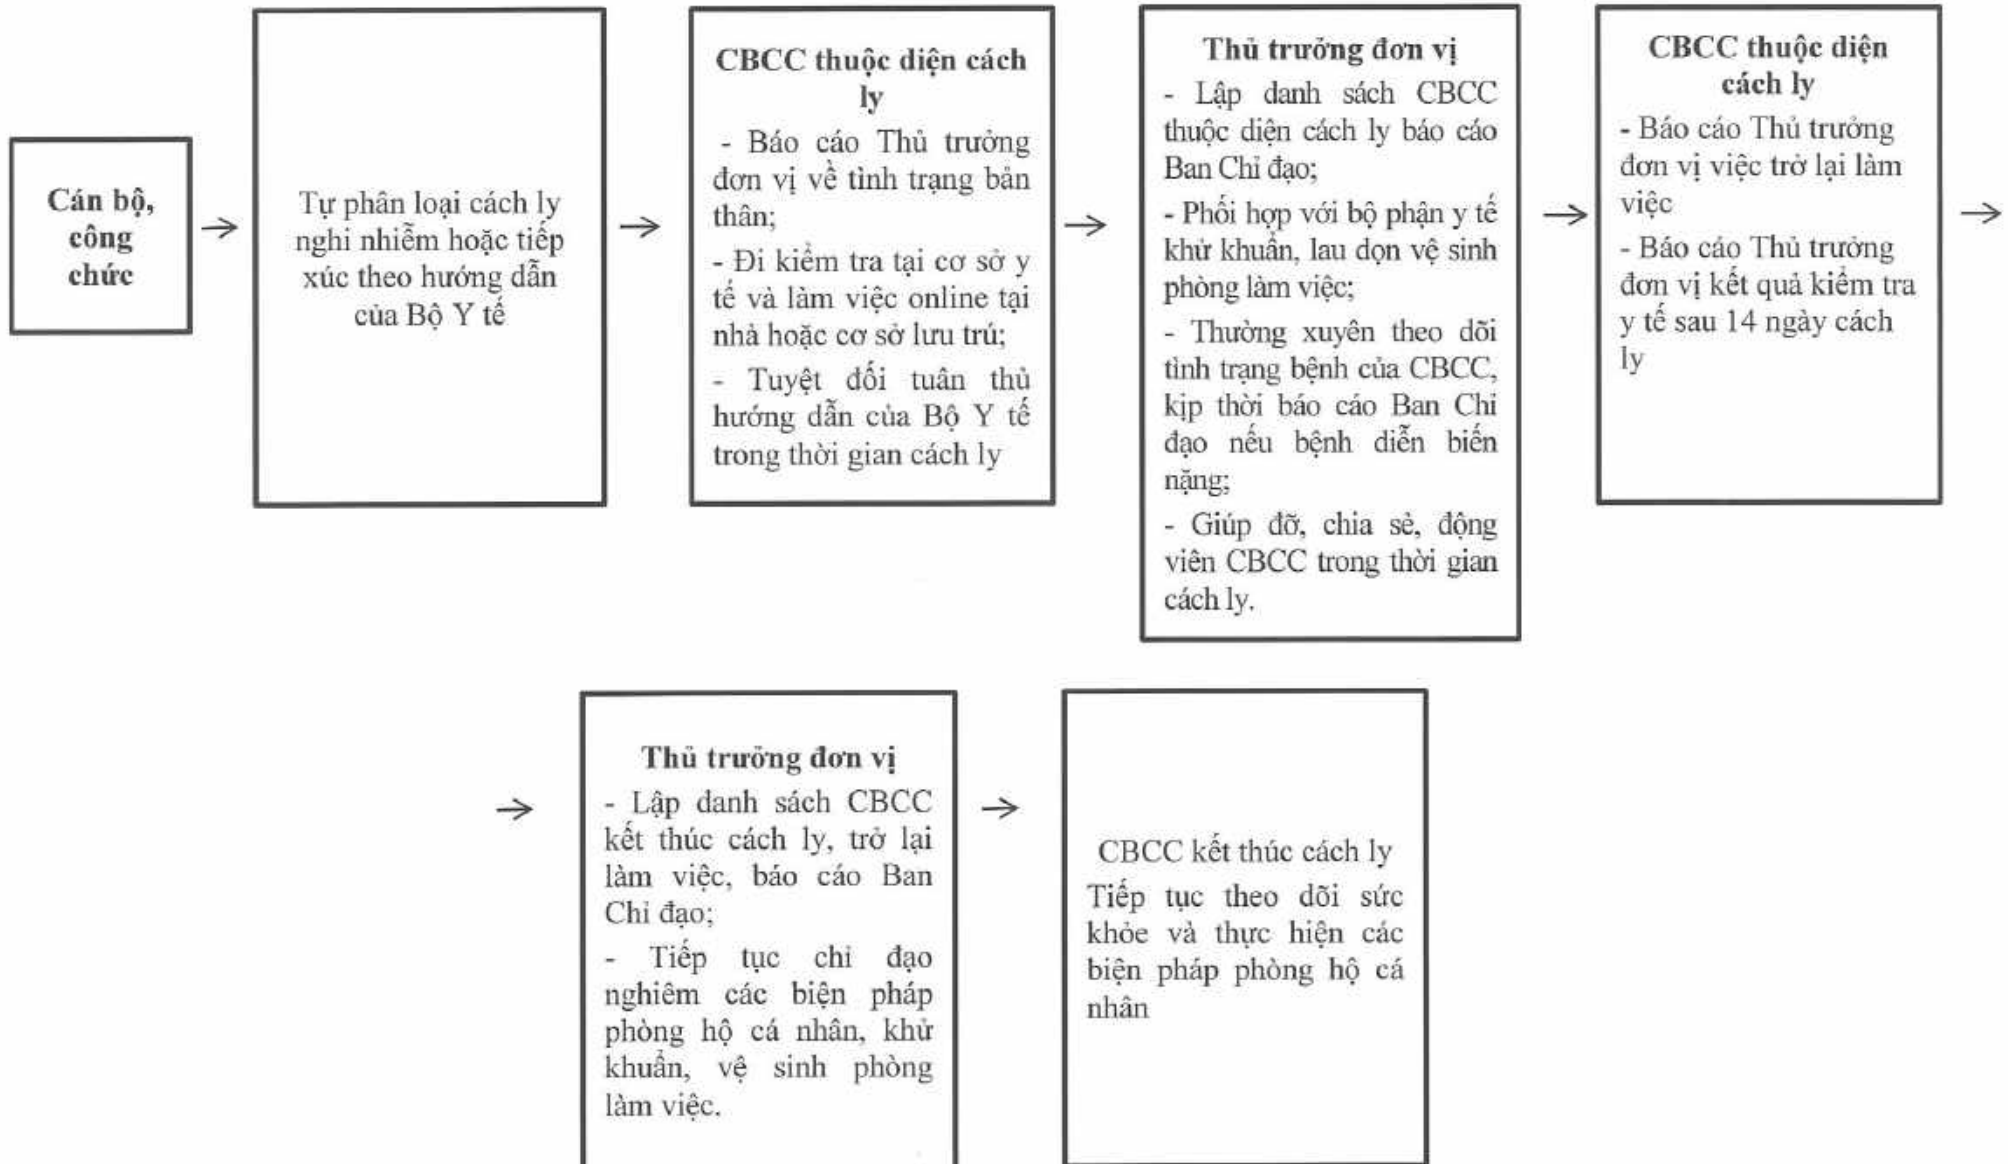 Cán bộ,
công
chức
Tự phân loại cách ly
nghi nhiễm hoặc tiếp
xúc theo hướng dẫn
của Bộ Y tế
CBCC thuộc diện cách
ly
- Báo cáo Thủ trưởng
đơn vị về tình trạng bản
thân;
- Đi kiểm tra tại cơ sở y
tế và làm việc online tại
nhà hoặc cơ sở lưu trú;
- Tuyệt đối tuân thủ
hướng dẫn của Bộ Y tế
trong thời gian cách ly
Thủ trưởng đơn vị
- Lập danh sách CBCC
thuộc diện cách ly báo cáo
Ban Chỉ đạo;
- Phối hợp với bộ phận y tế
khử khuẩn, lau dọn vệ sinh
phòng làm việc;
- Thường xuyên theo dõi
tình trạng bệnh của CBCC,
kịp thời báo cáo Ban Chỉ
đạo nếu bệnh diễn biến
nặng;
- Giúp đỡ, chia sẻ, động
viên CBCC trong thời gian
cách ly.
CBCC thuộc diện
cách ly
- Báo cáo Thủ trưởng
đơn vị việc trở lại làm
việc
- Báo cáo Thủ trưởng
đơn vị kết quả kiểm tra
y tế sau 14 ngày cách
ly
Thủ trưởng đơn vị
- Lập danh sách CBCC
kết thúc cách ly, trở lại
làm việc, báo cáo Ban
Chỉ đạo;
- Tiếp tục chỉ đạo
nghiêm các biện pháp
phòng hộ cá nhân, khử
khuẩn, vệ sinh phòng
làm việc.
CBCC kết thúc cách ly
Tiếp tục theo dõi sức
khỏe và thực hiện các
biện pháp phòng hộ cá
nhân